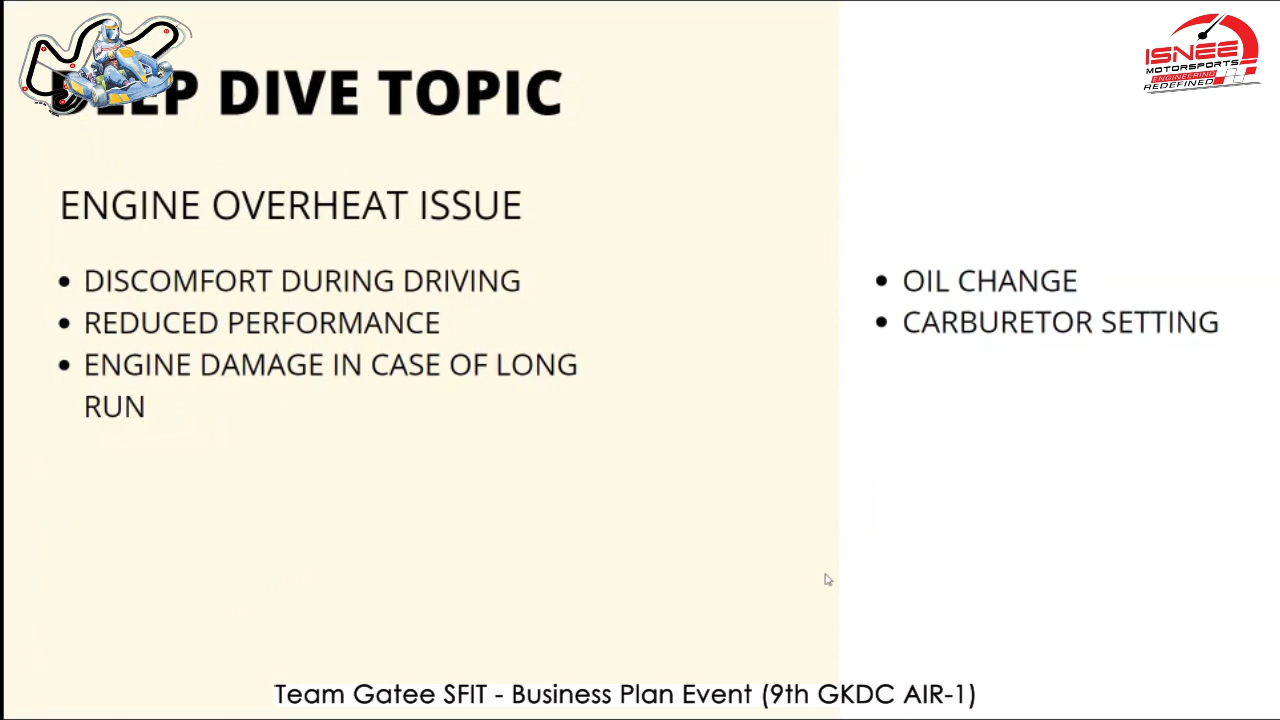 DEEP DIVE TOPIC
ISNEE
MOTORSPORTS
ENGINEERING
REDEFINED
ENGINE OVERHEAT ISSUE
• DISCOMFORT DURING DRIVING
• REDUCED PERFORMANCE
• ENGINE DAMAGE IN CASE OF LONG
RUN
• OIL CHANGE
• CARBURETOR SETTING
Team Gatee SFIT - Business Plan Event (9th GKDC AIR-1)